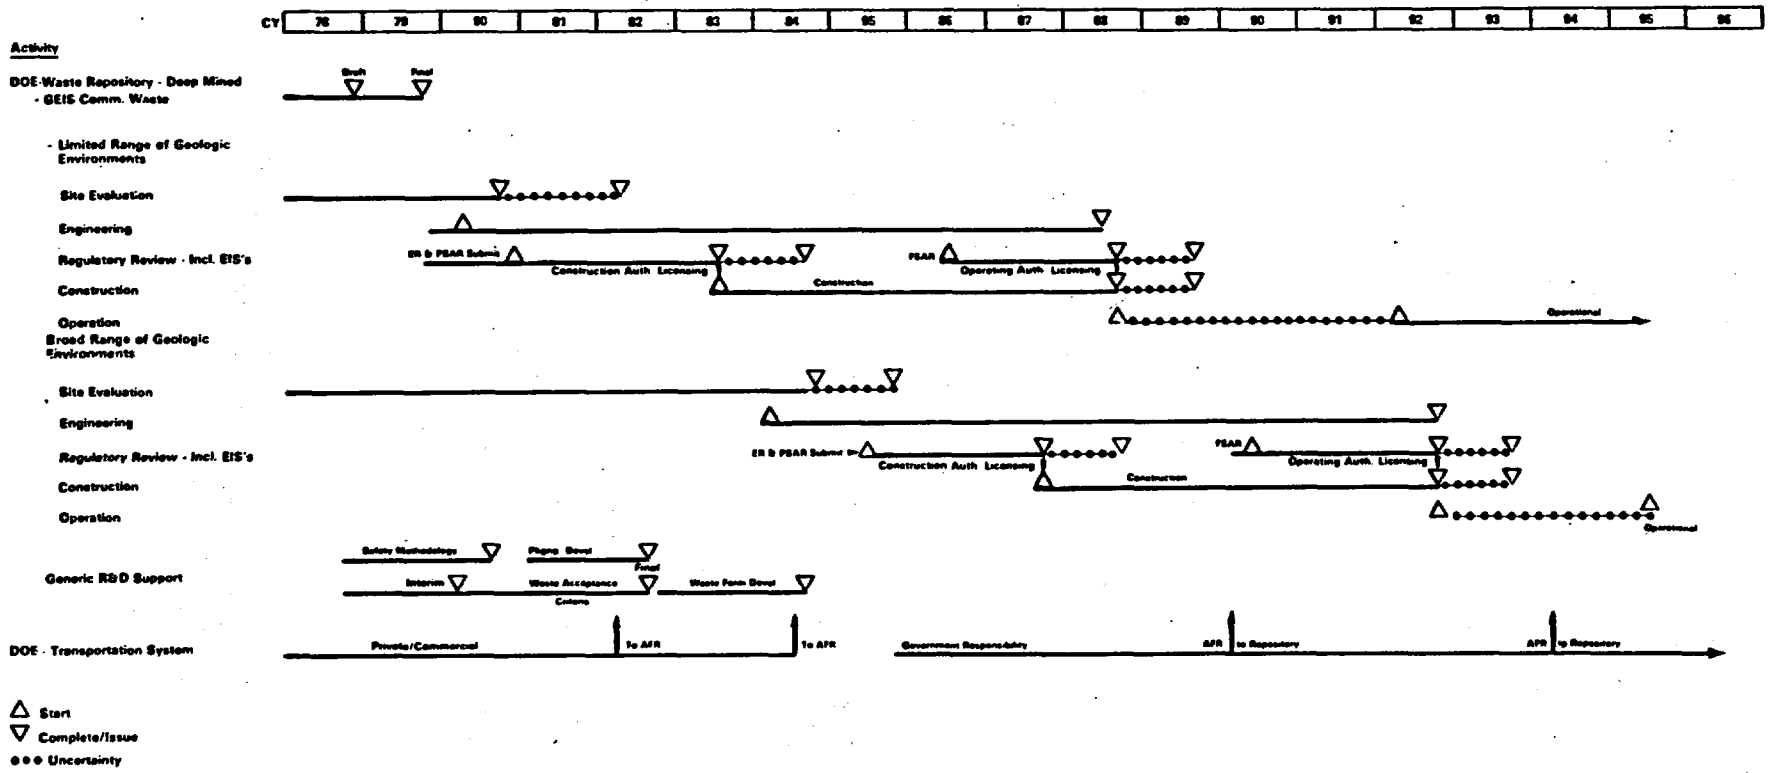 CY 78 79 80 81 82 83 84 85 86 87 88 89 90 91 92 93 94 95 96
Activity
DOE-Waste Repository - Deep Mined
Draft Final
- GEIS Comm. Waste
- Limited Range of Geologic
Environments
Site Evaluation
Engineering
Regulatory Review - Incl. EIS's
ER & PSAR Submit
Construction Auth. Licensing
FSAR
Operating Auth. Licensing
Construction
Construction
Operation
Operational
Broad Range of Geologic
Environments
Site Evaluation
Engineering
Regulatory Review - Incl. EIS's
ER & PSAR Submit
Construction Auth. Licensing
FSAR
Operating Auth. Licensing
Construction
Construction
Operation
Operational
Safety Methodology
Devel
Final
Generic R&D Support
Interim
Waste Acceptance
Criteria
Waste Form Devel
DOE - Transportation System
Private/Commercial
To AFR
To AFR
Government Responsibility
AFR to Repository
AFR to Repository
Start
Complete/Issue
Uncertainty